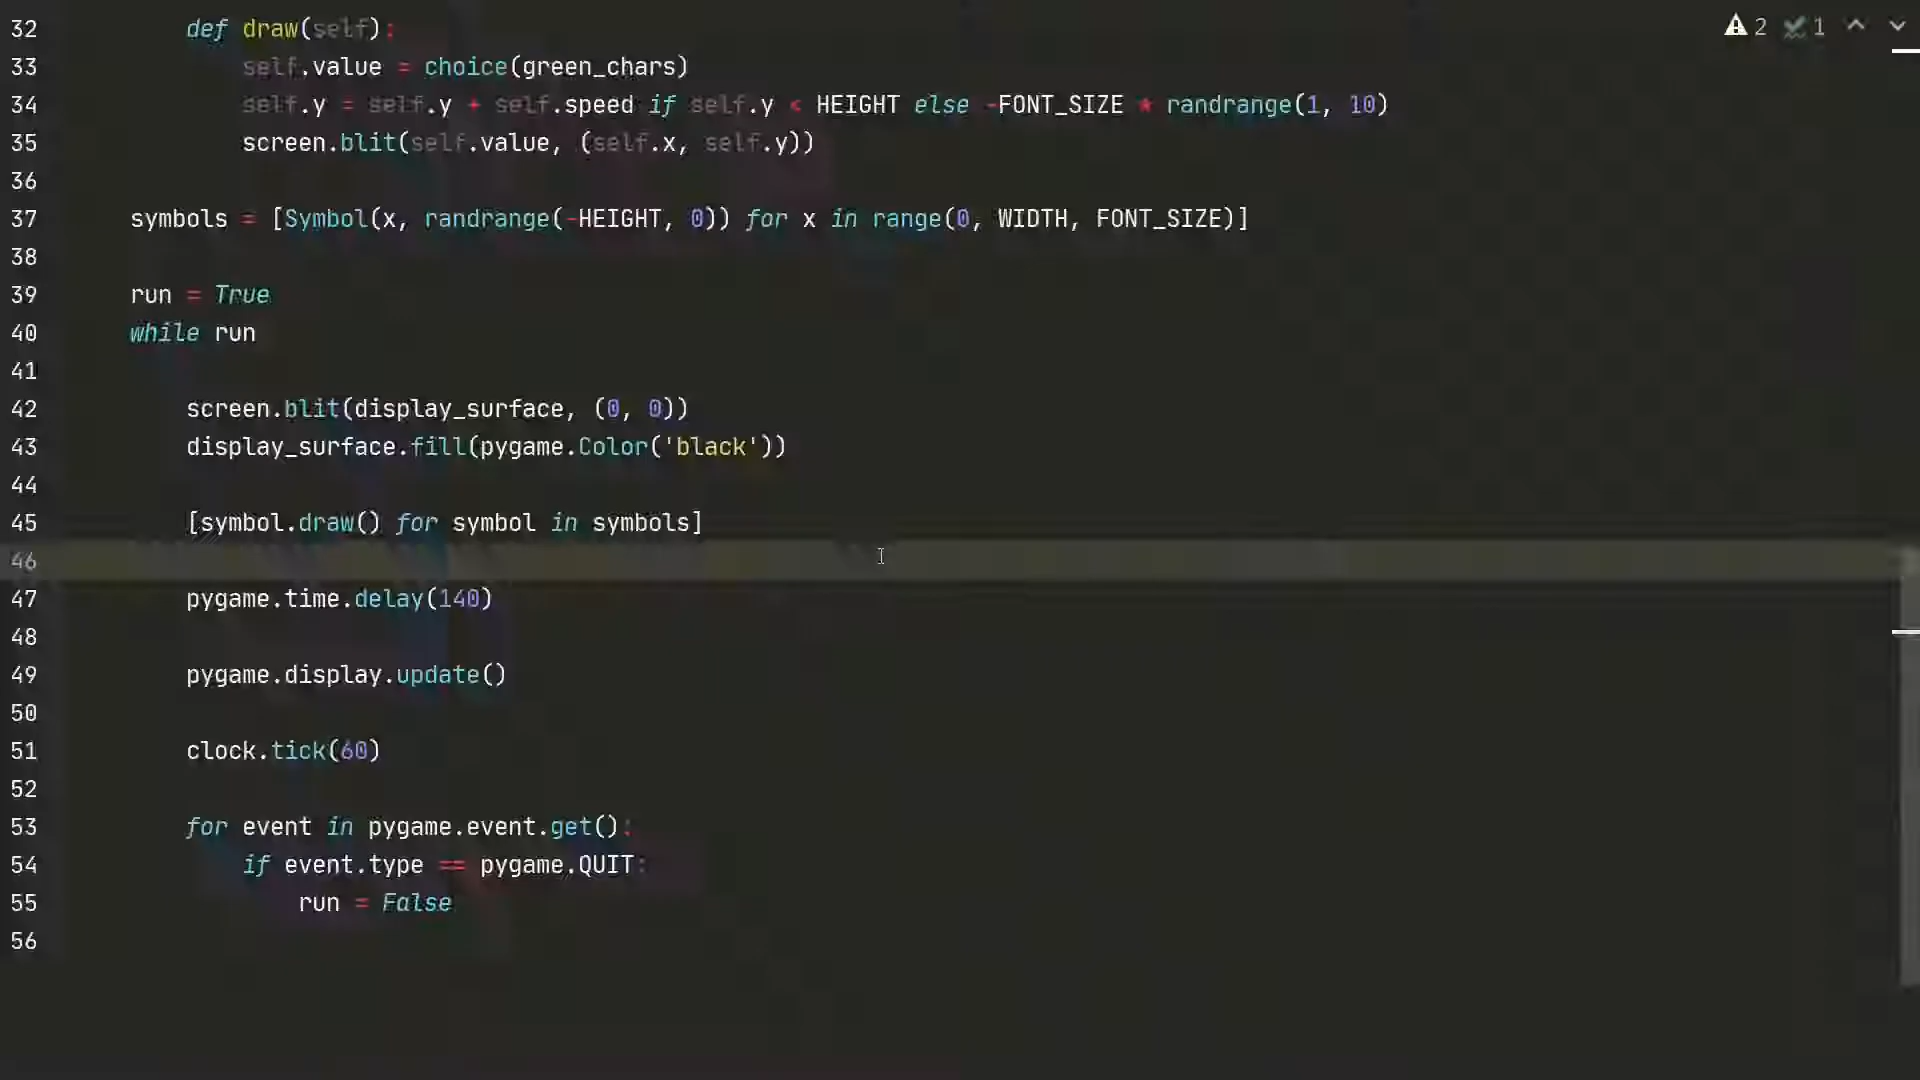 32 def draw(self):
33 self.value = choice(green_chars)
34 self.y = self.y + self.speed if self.y < HEIGHT else -FONT_SIZE * randrange(1, 10)
35 screen.blit(self.value, (self.x, self.y))
36
37 symbols = [Symbol(x, randrange(-HEIGHT, 0)) for x in range(0, WIDTH, FONT_SIZE)]
38
39 run = True
40 while run
41
42 screen.blit(display_surface, (0, 0))
43 display_surface.fill(pygame.Color('black'))
44
45 [symbol.draw() for symbol in symbols]
46
47 pygame.time.delay(140)
48
49 pygame.display.update()
50
51 clock.tick(60)
52
53 for event in pygame.event.get():
54 if event.type == pygame.QUIT:
55 run = False
56
2 1